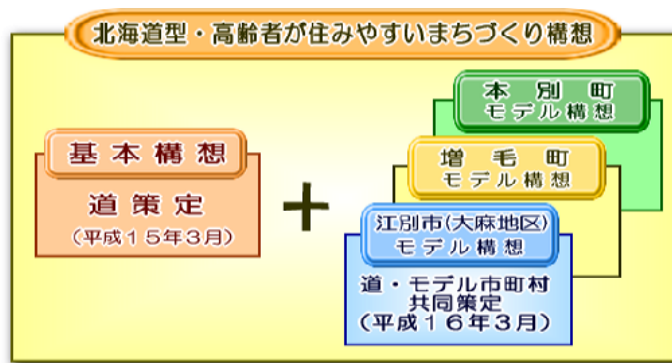 北海道型・高齢者が住みやすいまちづくり構想
基本構想
道策定
(平成15年3月)
+
本別町
モデル構想
増毛町
モデル構想
江別市(大麻地区)
モデル構想
道・モデル市町村
共同策定
(平成16年3月)